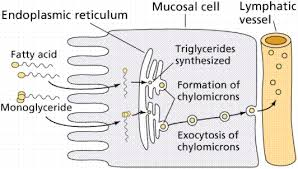 Endoplasmic reticulum
Mucosal cell
Lymphatic
vessel
Fatty acid
Triglycerides
synthesized
Monoglyceride
Formation of
chylomicrons
Exocytosis of
chylomicrons